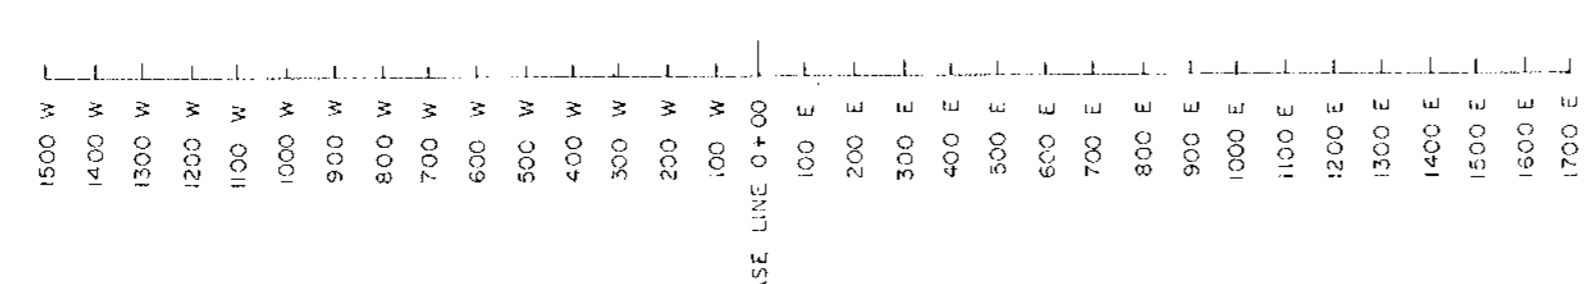 1500 W
1400 W
1300 W
1200 W
1100 W
1000 W
900 W
800 W
700 W
600 W
500 W
400 W
300 W
200 W
100 W
ASE LINE 0+00
100 E
200 E
300 E
400 E
500 E
600 E
700 E
800 E
900 E
1000 E
1100 E
1200 E
1300 E
1400 E
1500 E
1600 E
1700 E